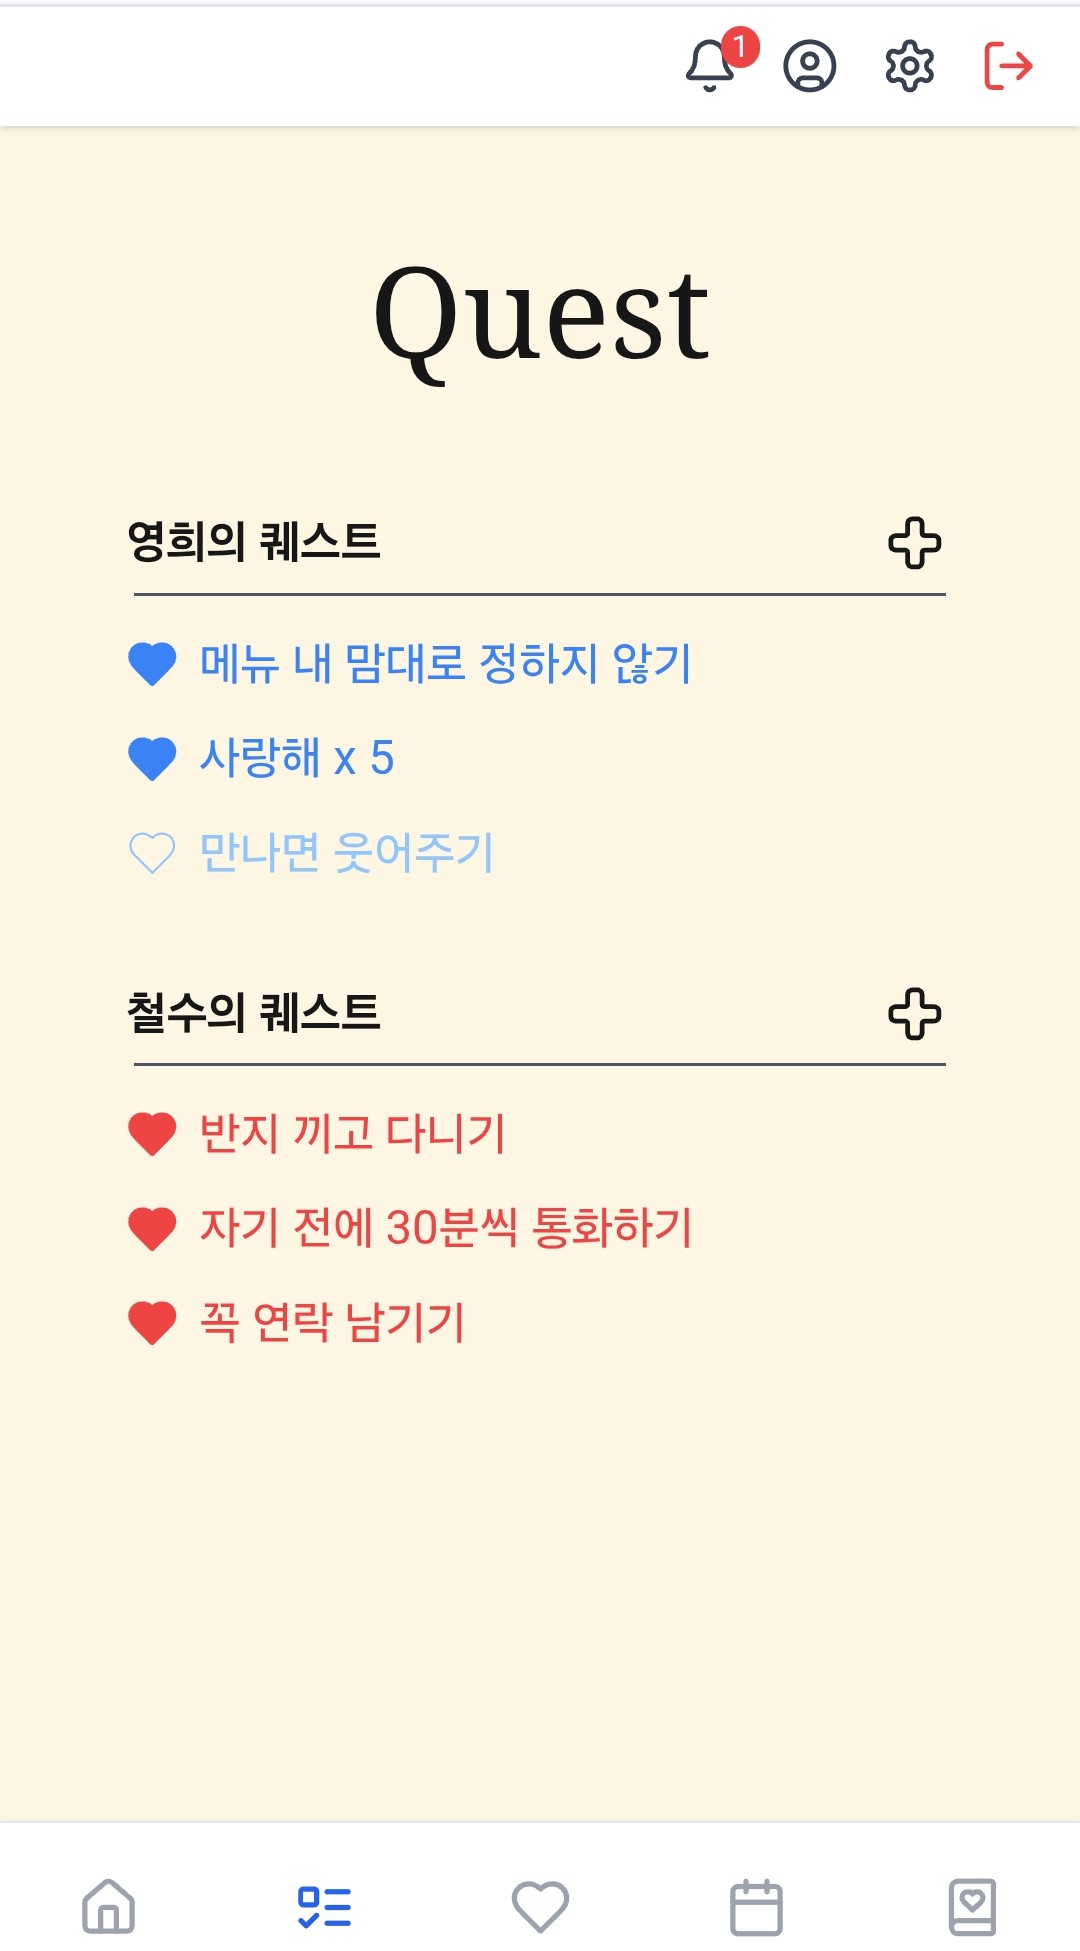 1
Quest
영희의 퀘스트
메뉴 내 맘대로 정하지 않기
사랑해 x 5
만나면 웃어주기
철수의 퀘스트
반지 끼고 다니기
자기 전에 30분씩 통화하기
꼭 연락 남기기